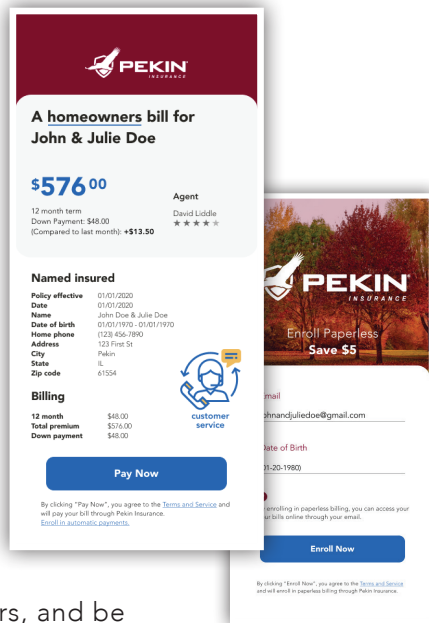 PEKIN
INSURANCE
A homeowners bill for
John & Julie Doe
$576 00
12 month term
Down Payment: $48.00
(Compared to last month): +$13.50
Agent
David Liddle
Named insured
Policy effective 01/01/2020
Date 01/01/2020
Name John Doe & Julie Doe
Date of birth 01/01/1970 - 01/01/1970
Home phone (123) 456-7890
Address 123 First St
City Pekin
State IL
Zip code 61554
customer
service
Billing
12 month $48.00
Total premium $576.00
Down payment $48.00
Pay Now
By clicking "Pay Now", you agree to the Terms and Service and
will pay your bill through Pekin Insurance.
Enroll in automatic payments.
PEKIN
INSURANCE
Enroll Paperless
Save $5
mail
ohnandjuliedoe@gmail.com
Date of Birth
01-20-1980)
enrolling in paperless billing, you can access your
ur bills online through your email.
Enroll Now
By clicking "Enroll Now", you agree to the Terms and Service
and will enroll in paperless billing through Pekin Insurance.
rs, and be